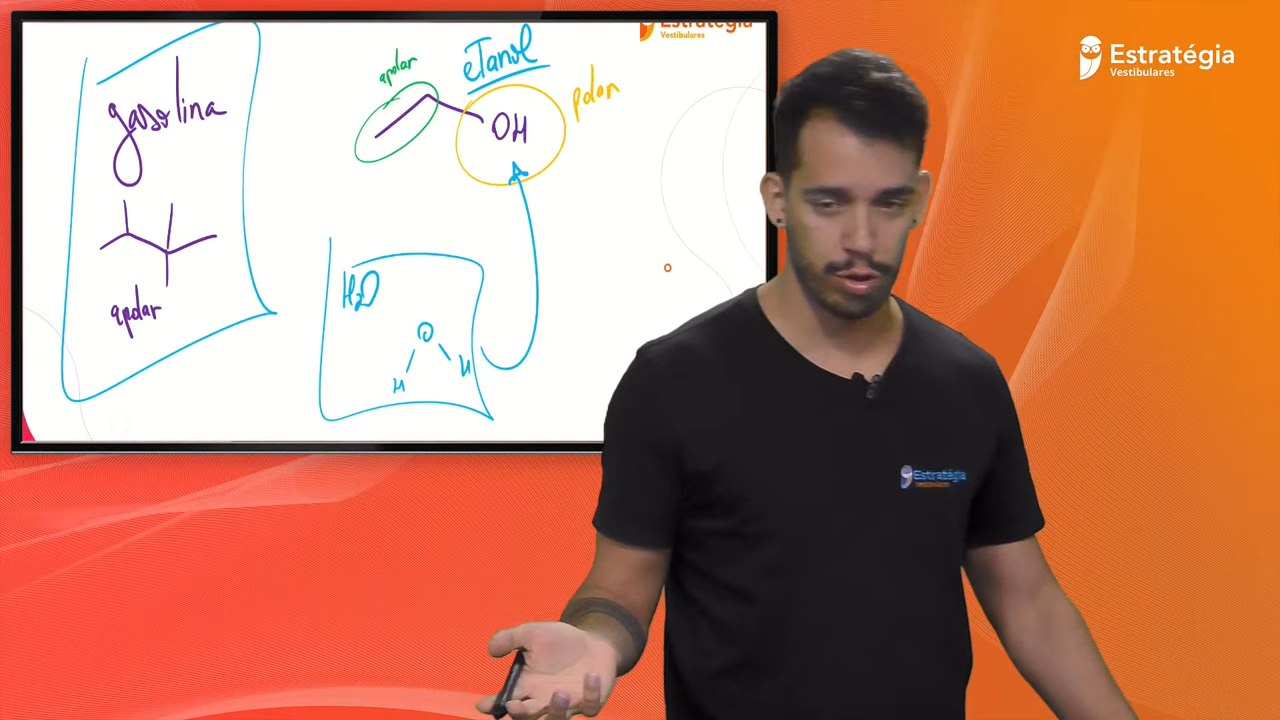 gasolina
apolar
apolar
etanol
polar
OH
H2O
O
H
H
Estratégia
Vestibulares
Estratégia
Vestibulares
Estratégia